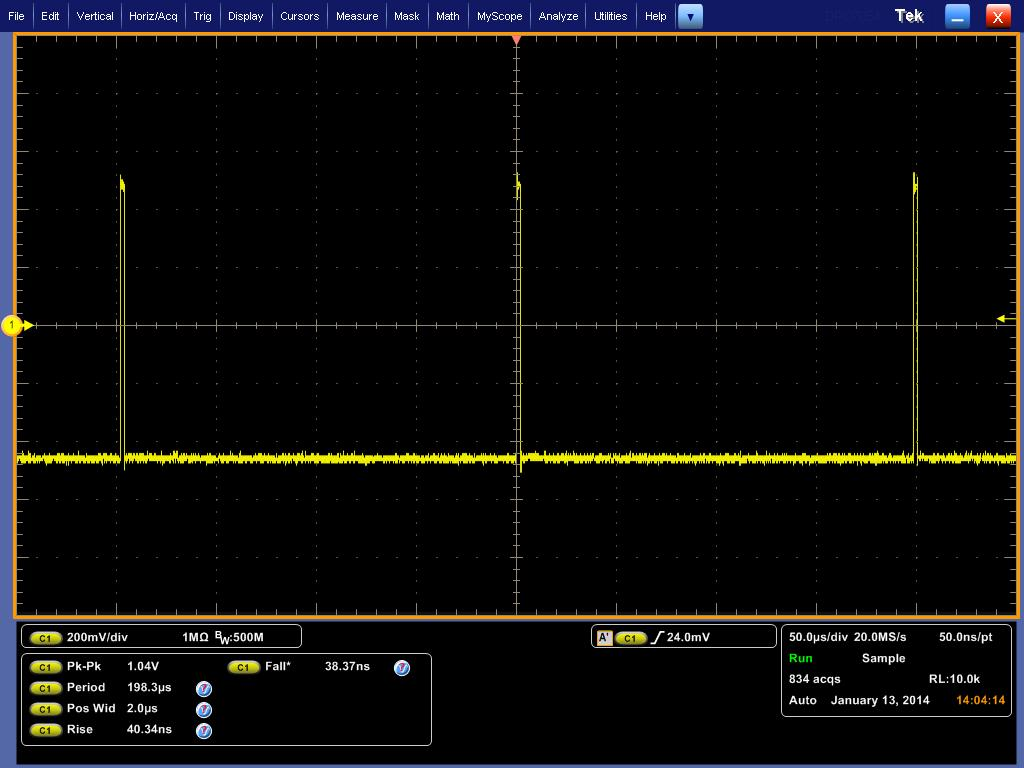 File Edit Vertical Horiz/Acq Trig Display Cursors Measure Mask Math MyScope Analyze Utilities Help Tek X
1
C1 200mV/div 1MΩ BW:500M
A' C1 24.0mV
50.0µs/div 20.0MS/s 50.0ns/pt
Run Sample
834 acqs RL:10.0k
Auto January 13, 2014 14:04:14
C1 Pk-Pk 1.04V C1 Fall* 38.37ns
C1 Period 198.3µs
C1 Pos Wid 2.0µs
C1 Rise 40.34ns